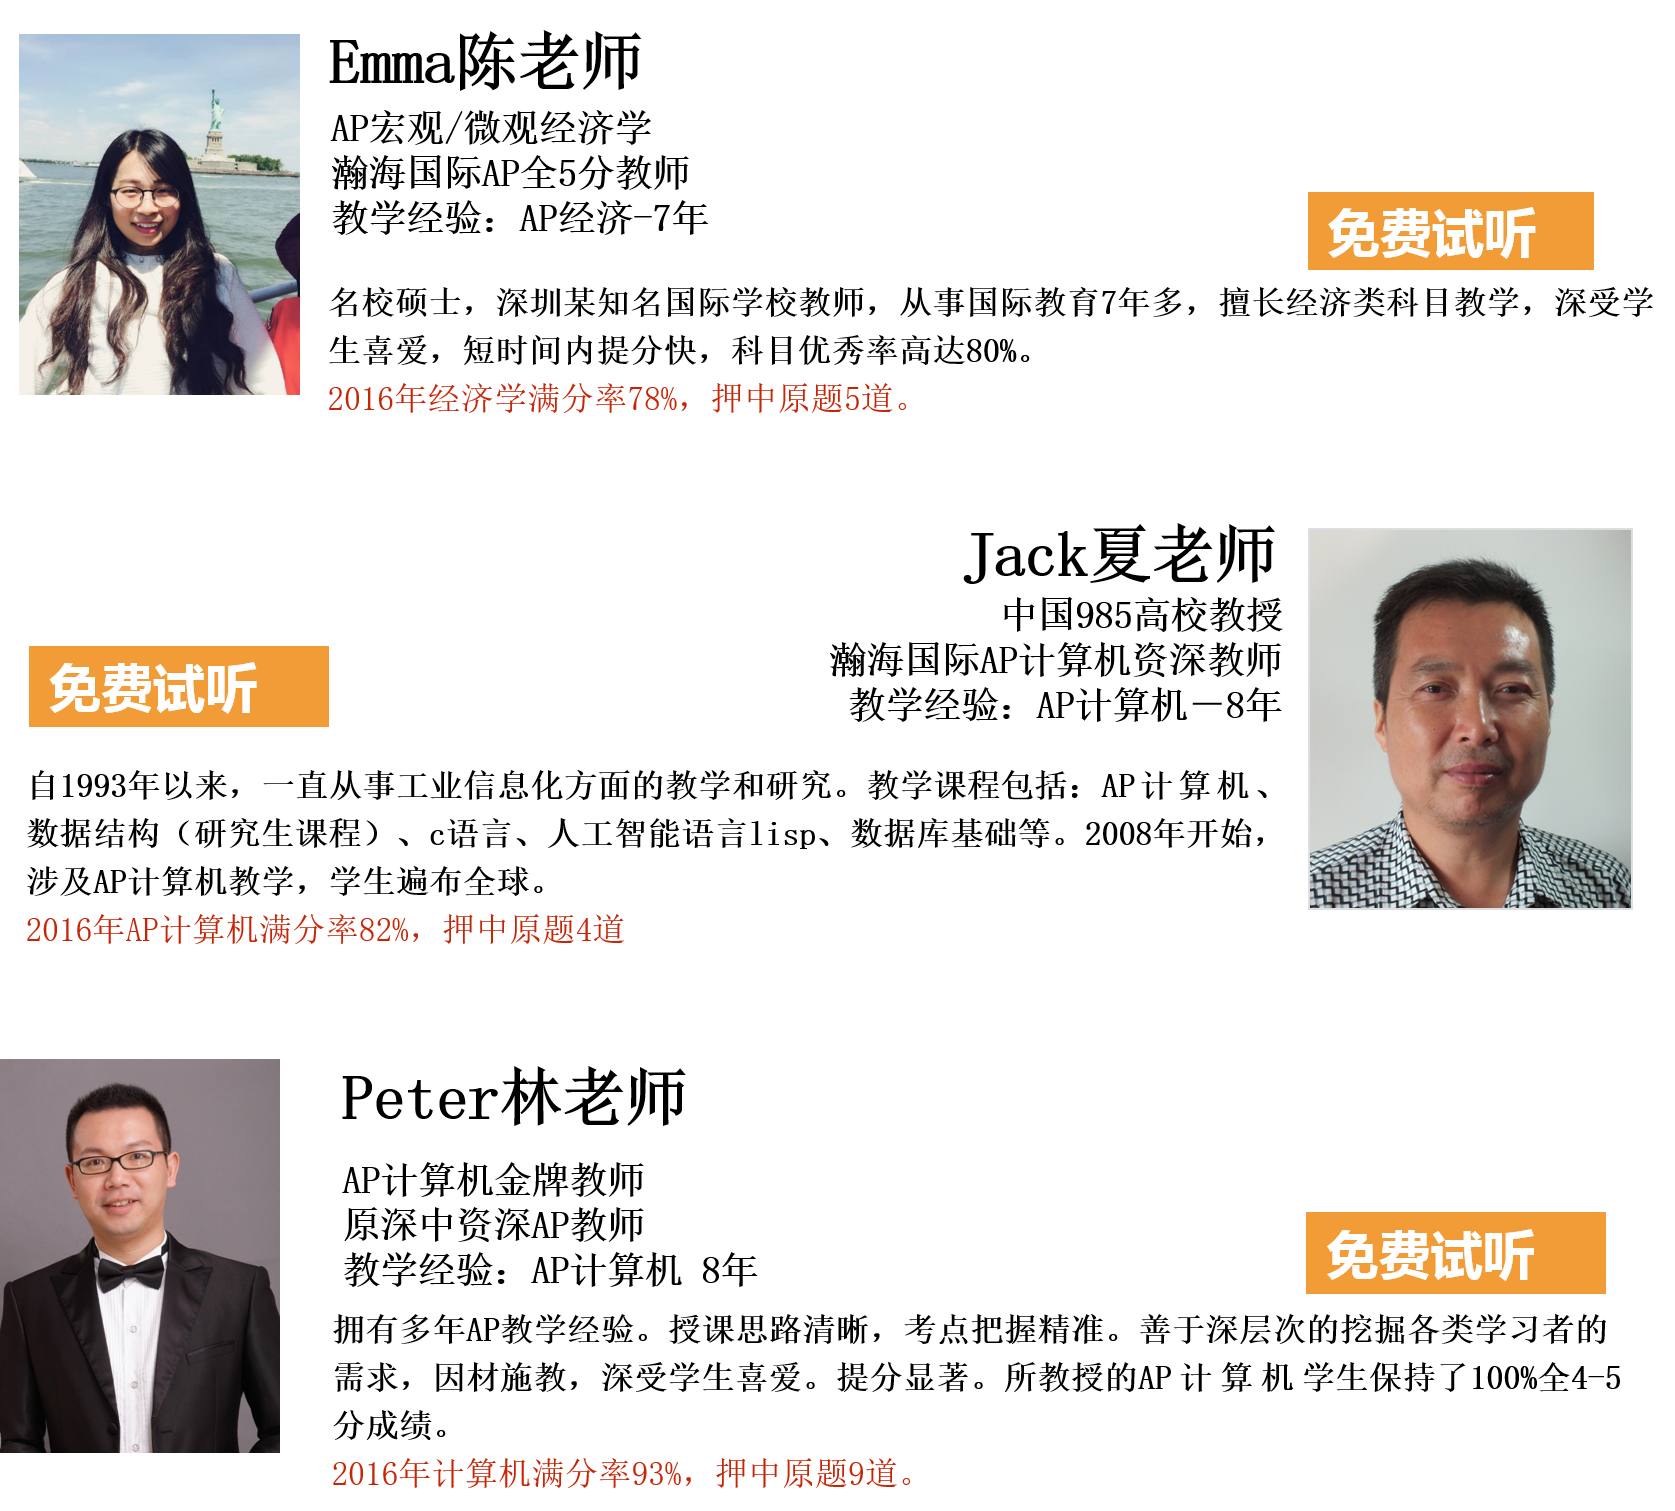 Emma陈老师
AP宏观/微观经济学
瀚海国际AP全5分教师
教学经验：AP经济-7年
免费试听
名校硕士，深圳某知名国际学校教师，从事国际教育7年多，擅长经济类科目教学，深受学
生喜爱，短时间内提分快，科目优秀率高达80%。
2016年经济学满分率78%，押中原题5道。
Jack夏老师
中国985高校教授
瀚海国际AP计算机资深教师
教学经验：AP计算机－8年
免费试听
自1993年以来，一直从事工业信息化方面的教学和研究。教学课程包括：AP计算机、
数据结构（研究生课程）、c语言、人工智能语言lisp、数据库基础等。2008年开始，
涉及AP计算机教学，学生遍布全球。
2016年AP计算机满分率82%，押中原题4道
Peter林老师
AP计算机金牌教师
原深中资深AP教师
教学经验：AP计算机 8年
免费试听
拥有多年AP教学经验。授课思路清晰，考点把握精准。善于深层次的挖掘各类学习者的
需求，因材施教，深受学生喜爱。提分显著。所教授的AP计算机学生保持了100%全4-5
分成绩。
2016年计算机满分率93%，押中原题9道。